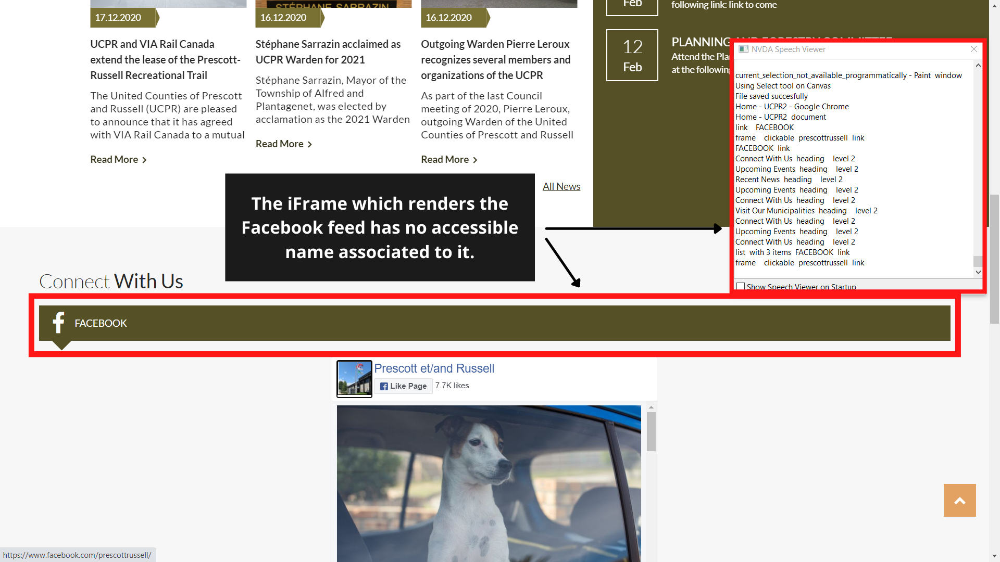 STÉPHANE SARRAZIN
17.12.2020
16.12.2020
16.12.2020
UCPR and VIA Rail Canada
extend the lease of the Prescott-
Russell Recreational Trail
The United Counties of Prescott
and Russell (UCPR) are pleased
to announce that it has agreed
with VIA Rail Canada to a mutual
Read More
Stéphane Sarrazin acclaimed as
UCPR Warden for 2021
Stéphane Sarrazin, Mayor of the
Township of Alfred and
Plantagenet, was elected by
acclamation as the 2021 Warden
Read More
Outgoing Warden Pierre Leroux
recognizes several members and
organizations of the UCPR
As part of the last Council
meeting of 2020, Pierre Leroux,
outgoing Warden of the United
Counties of Prescott and Russell
Read More
All News
Feb
following link: link to come
12
Feb
PLANNING AND FORESTRY COMMITTEE
Attend the Pla
at the following
NVDA Speech Viewer
current_selection_not_available_programmatically - Paint window
Using Select tool on Canvas
File saved succesfully
Home - UCPR2 - Google Chrome
Home - UCPR2 document
link FACEBOOK
frame clickable prescottrussell link
FACEBOOK link
Connect With Us heading level 2
Upcoming Events heading level 2
Recent News heading level 2
Upcoming Events heading level 2
Connect With Us heading level 2
Visit Our Municipalities heading level 2
Connect With Us heading level 2
Upcoming Events heading level 2
Connect With Us heading level 2
list with 3 items FACEBOOK link
frame clickable prescottrussell link
Show Speech Viewer on Startup
The iFrame which renders the
Facebook feed has no accessible
name associated to it.
Connect With Us
FACEBOOK
Prescott et/and Russell
Like Page 7.7K likes
https://www.facebook.com/prescottrussell/